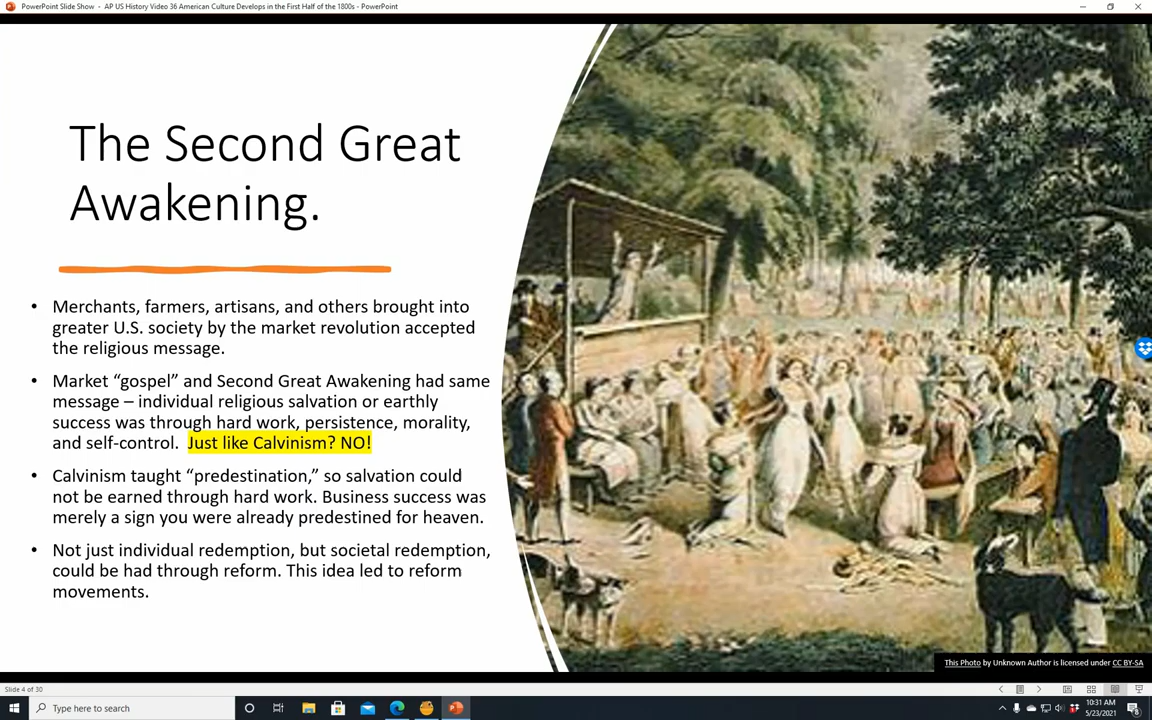 PowerPoint Slide Show - AP US History Video 36 American Culture Develops in the First Half of the 1800s - PowerPoint
The Second Great
Awakening.
• Merchants, farmers, artisans, and others brought into
greater U.S. society by the market revolution accepted
the religious message.
• Market “gospel” and Second Great Awakening had same
message – individual religious salvation or earthly
success was through hard work, persistence, morality,
and self-control. Just like Calvinism? NO!
• Calvinism taught “predestination,” so salvation could
not be earned through hard work. Business success was
merely a sign you were already predestined for heaven.
• Not just individual redemption, but societal redemption,
could be had through reform. This idea led to reform
movements.
This Photo by Unknown Author is licensed under CC BY-SA
Slide 4 of 30
Type here to search
10:31 AM
5/23/2021
8